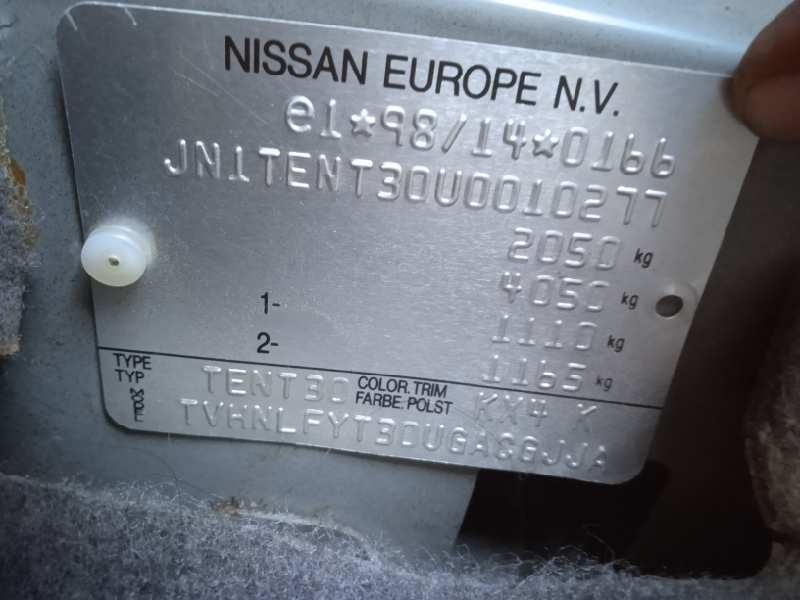 NISSAN EUROPE N.V.
e1*98/14*0166
JN1TENT30U0010277
2050 kg
4050 kg
1- 1110 kg
2- 1165 kg
TYPE
TYP TENT30 COLOR.TRIM
FARBE.POLST KX4 K
TVHNLFYT30UGACGJJA